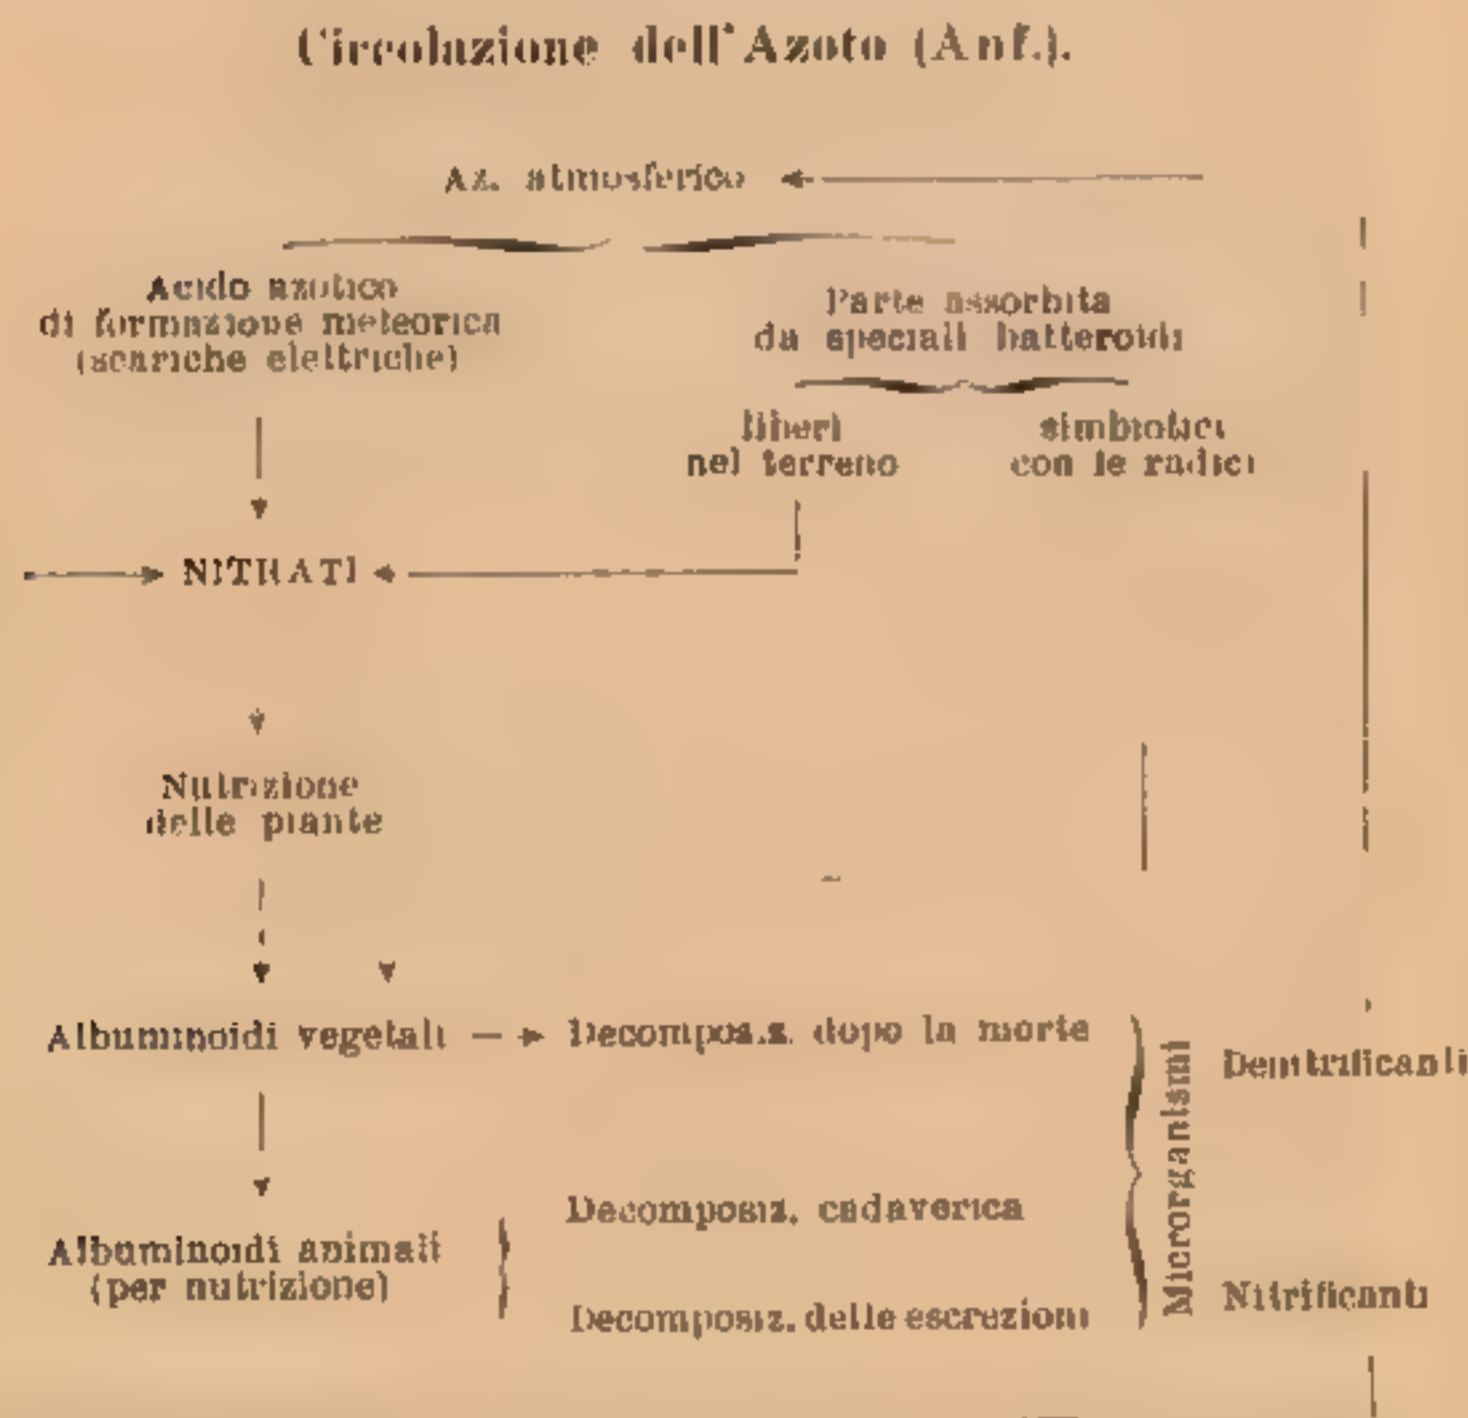 Circolazione dell'Azoto (Anf.).
Az. atmosferico
Acido azotico
di formazione meteorica
(scariche elettriche)
Parte assorbita
da speciali batteroidi
liberi
nel terreno
simbiotici
con le radici
NITRATI
Nutrizione
delle piante
Albuminoidi vegetali
Decomposiz. dopo la morte
Microrganismi
Denitrificanti
Decomposiz. cadaverica
Albuminoidi animali
(per nutrizione)
Decomposiz. delle escrezioni
Nitrificanti